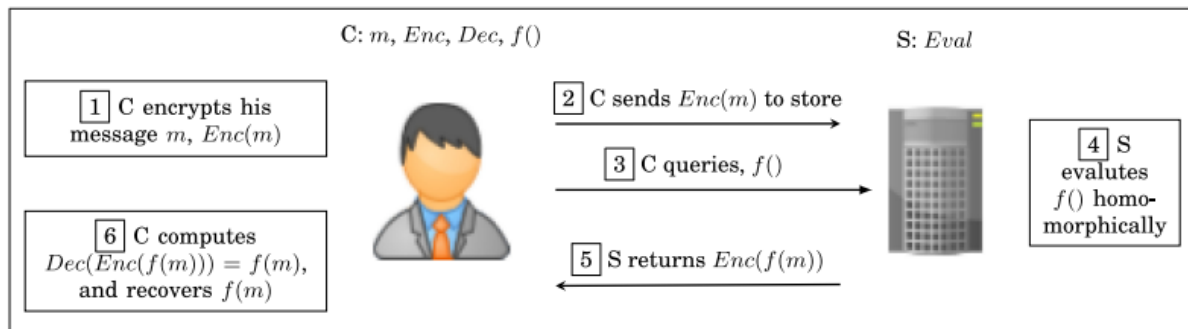 C: m, Enc, Dec, f()
S: Eval
1 C encrypts his
message m, Enc(m)
2 C sends Enc(m) to store
3 C queries, f()
4 S
evalutes
f() homo-
morphically
5 S returns Enc(f(m))
6 C computes
Dec(Enc(f(m))) = f(m),
and recovers f(m)